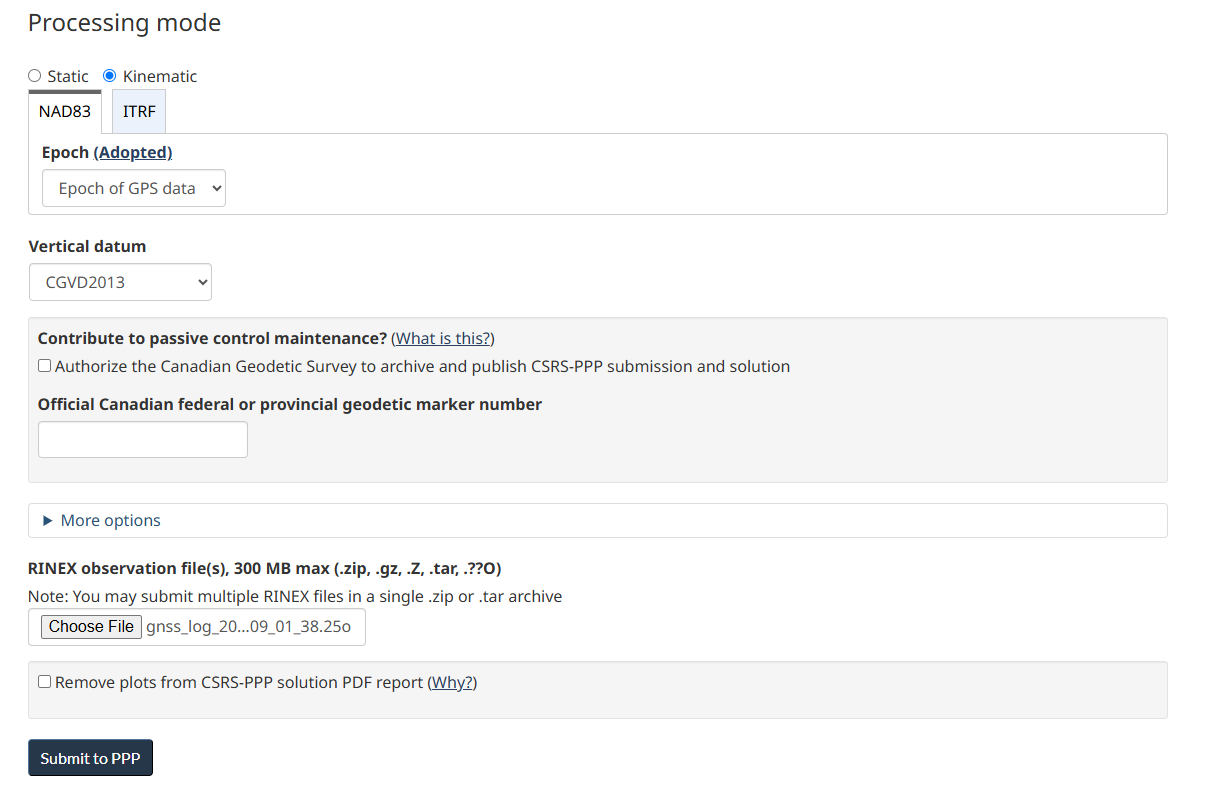 Processing mode
Static Kinematic
NAD83 ITRF
Epoch (Adopted)
Epoch of GPS data
Vertical datum
CGVD2013
Contribute to passive control maintenance? (What is this?)
Authorize the Canadian Geodetic Survey to archive and publish CSRS-PPP submission and solution
Official Canadian federal or provincial geodetic marker number
More options
RINEX observation file(s), 300 MB max (.zip, .gz, .Z, .tar, .??O)
Note: You may submit multiple RINEX files in a single .zip or .tar archive
Choose File gnss_log_20...09_01_38.25o
Remove plots from CSRS-PPP solution PDF report (Why?)
Submit to PPP